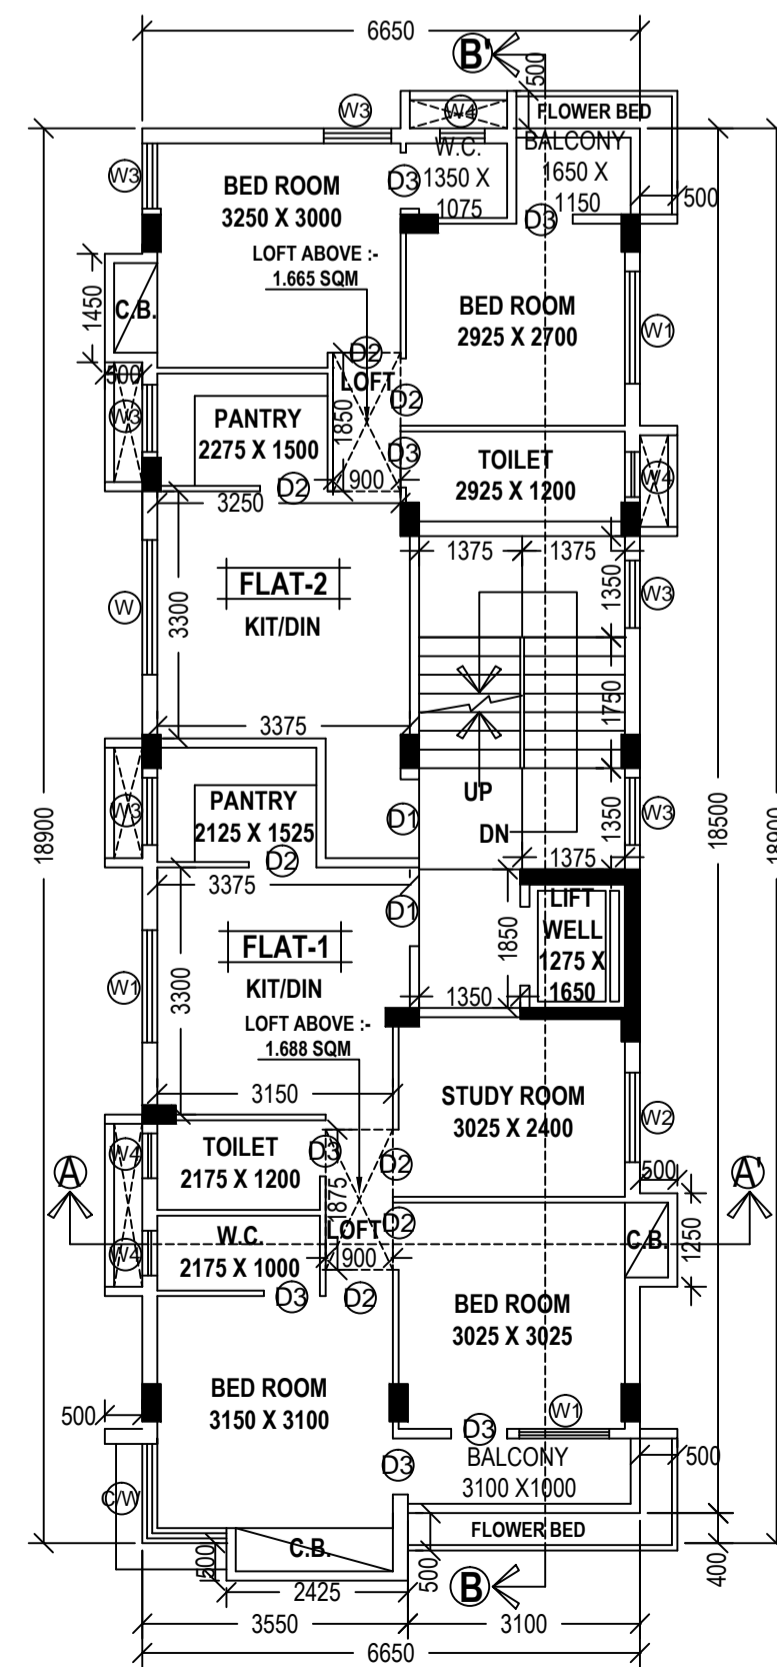 6650
B'
500
W3
W4
FLOWER BED
W.C.
1350 X
1075
BALCONY
1650 X
1150
W3
D3
D3
500
BED ROOM
3250 X 3000
LOFT ABOVE :-
1.665 SQM
1450
C.B.
BED ROOM
2925 X 2700
W1
500
D2
LOFT
W3
PANTRY
2275 X 1500
1850
D2
D3
TOILET
2925 X 1200
W4
900
D2
3250
1375
1375
1350
W3
FLAT-2
KIT/DIN
W
3300
1750
3375
W3
PANTRY
2125 X 1525
UP
DN
D1
1350
W3
18900
18500
18900
D2
1375
3375
D1
LIFT
WELL
1275 X
1650
1850
1350
FLAT-1
KIT/DIN
W1
3300
LOFT ABOVE :-
1.688 SQM
3150
STUDY ROOM
3025 X 2400
W2
W4
TOILET
2175 X 1200
D3
D2
1875
500
A
A'
W.C.
2175 X 1000
LOFT
D2
900
W4
C.B.
1250
D3
D2
BED ROOM
3025 X 3025
BED ROOM
3150 X 3100
500
W1
D3
D3
BALCONY
3100 X1000
500
C/W
FLOWER BED
C.B.
500
500
400
2425
B
3550
3100
6650